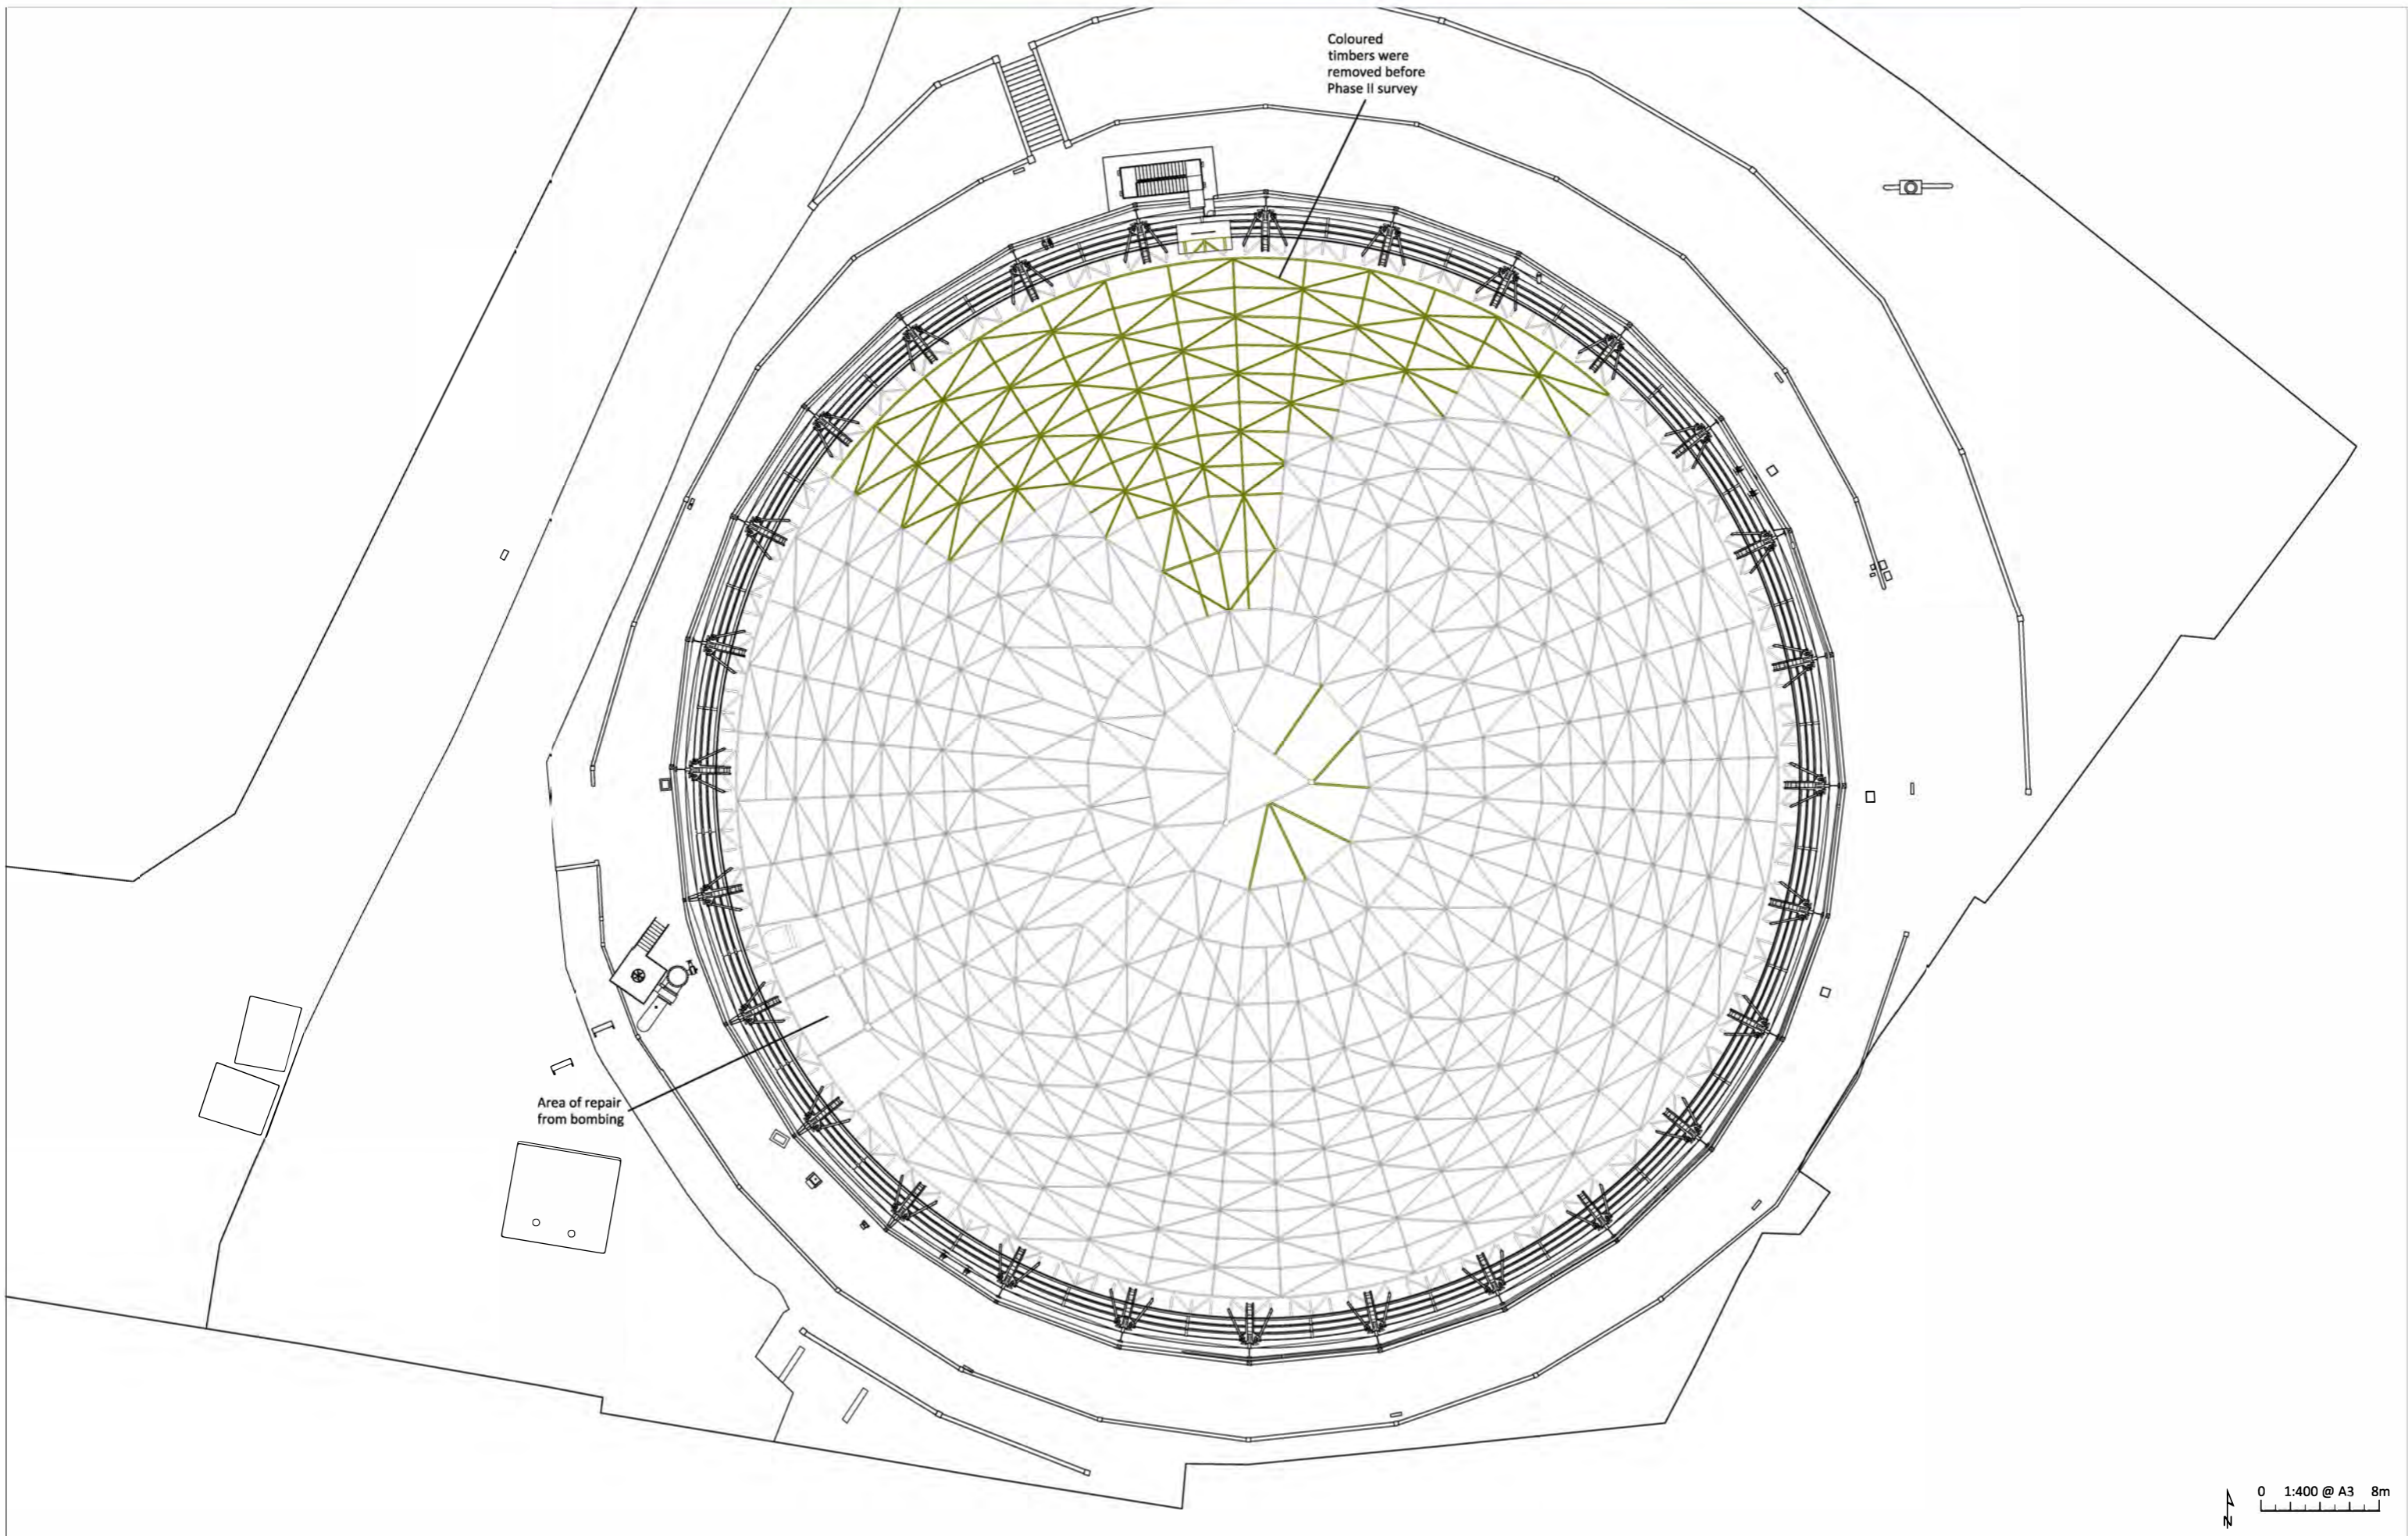 Coloured
timbers were
removed before
Phase II survey
Area of repair
from bombing
0 1:400 @ A3 8m
N